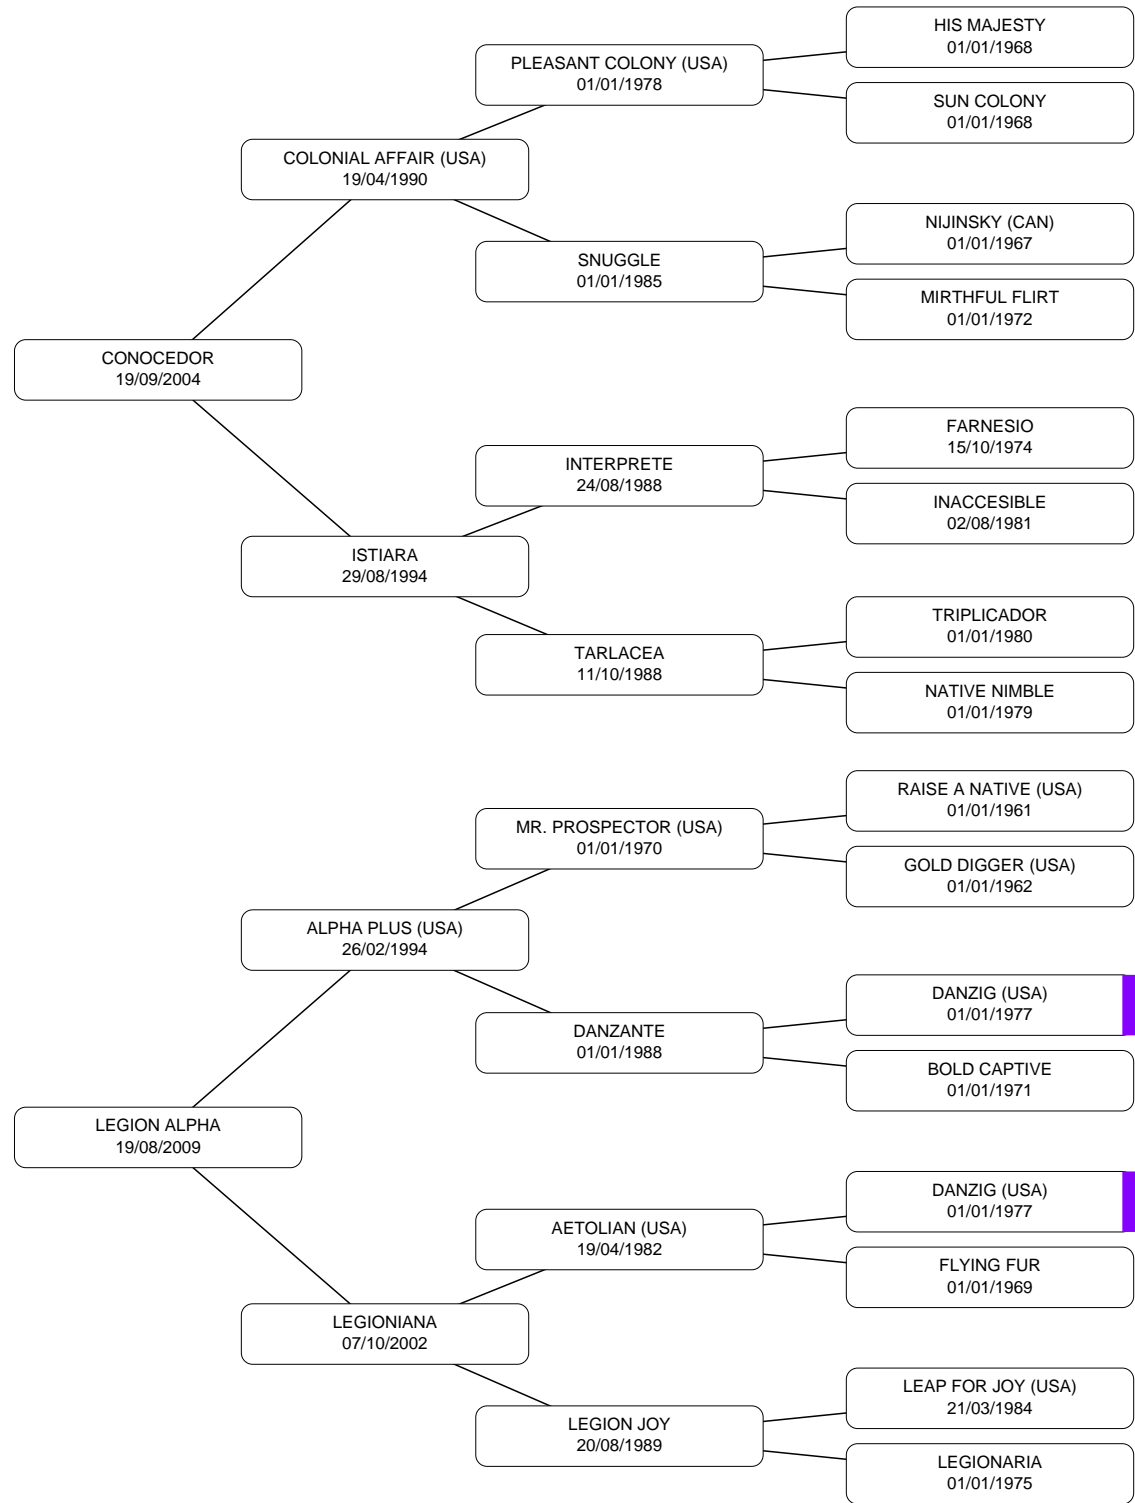 HIS MAJESTY
01/01/1968
PLEASANT COLONY (USA)
01/01/1978
SUN COLONY
01/01/1968
COLONIAL AFFAIR (USA)
19/04/1990
NIJINSKY (CAN)
01/01/1967
SNUGGLE
01/01/1985
MIRTHFUL FLIRT
01/01/1972
CONOCEDOR
19/09/2004
FARNESIO
15/10/1974
INTERPRETE
24/08/1988
INACCESIBLE
02/08/1981
ISTIARA
29/08/1994
TRIPLICADOR
01/01/1980
TARLACEA
11/10/1988
NATIVE NIMBLE
01/01/1979
RAISE A NATIVE (USA)
01/01/1961
MR. PROSPECTOR (USA)
01/01/1970
GOLD DIGGER (USA)
01/01/1962
ALPHA PLUS (USA)
26/02/1994
DANZIG (USA)
01/01/1977
DANZANTE
01/01/1988
BOLD CAPTIVE
01/01/1971
LEGION ALPHA
19/08/2009
DANZIG (USA)
01/01/1977
AETOLIAN (USA)
19/04/1982
FLYING FUR
01/01/1969
LEGIONIANA
07/10/2002
LEAP FOR JOY (USA)
21/03/1984
LEGION JOY
20/08/1989
LEGIONARIA
01/01/1975